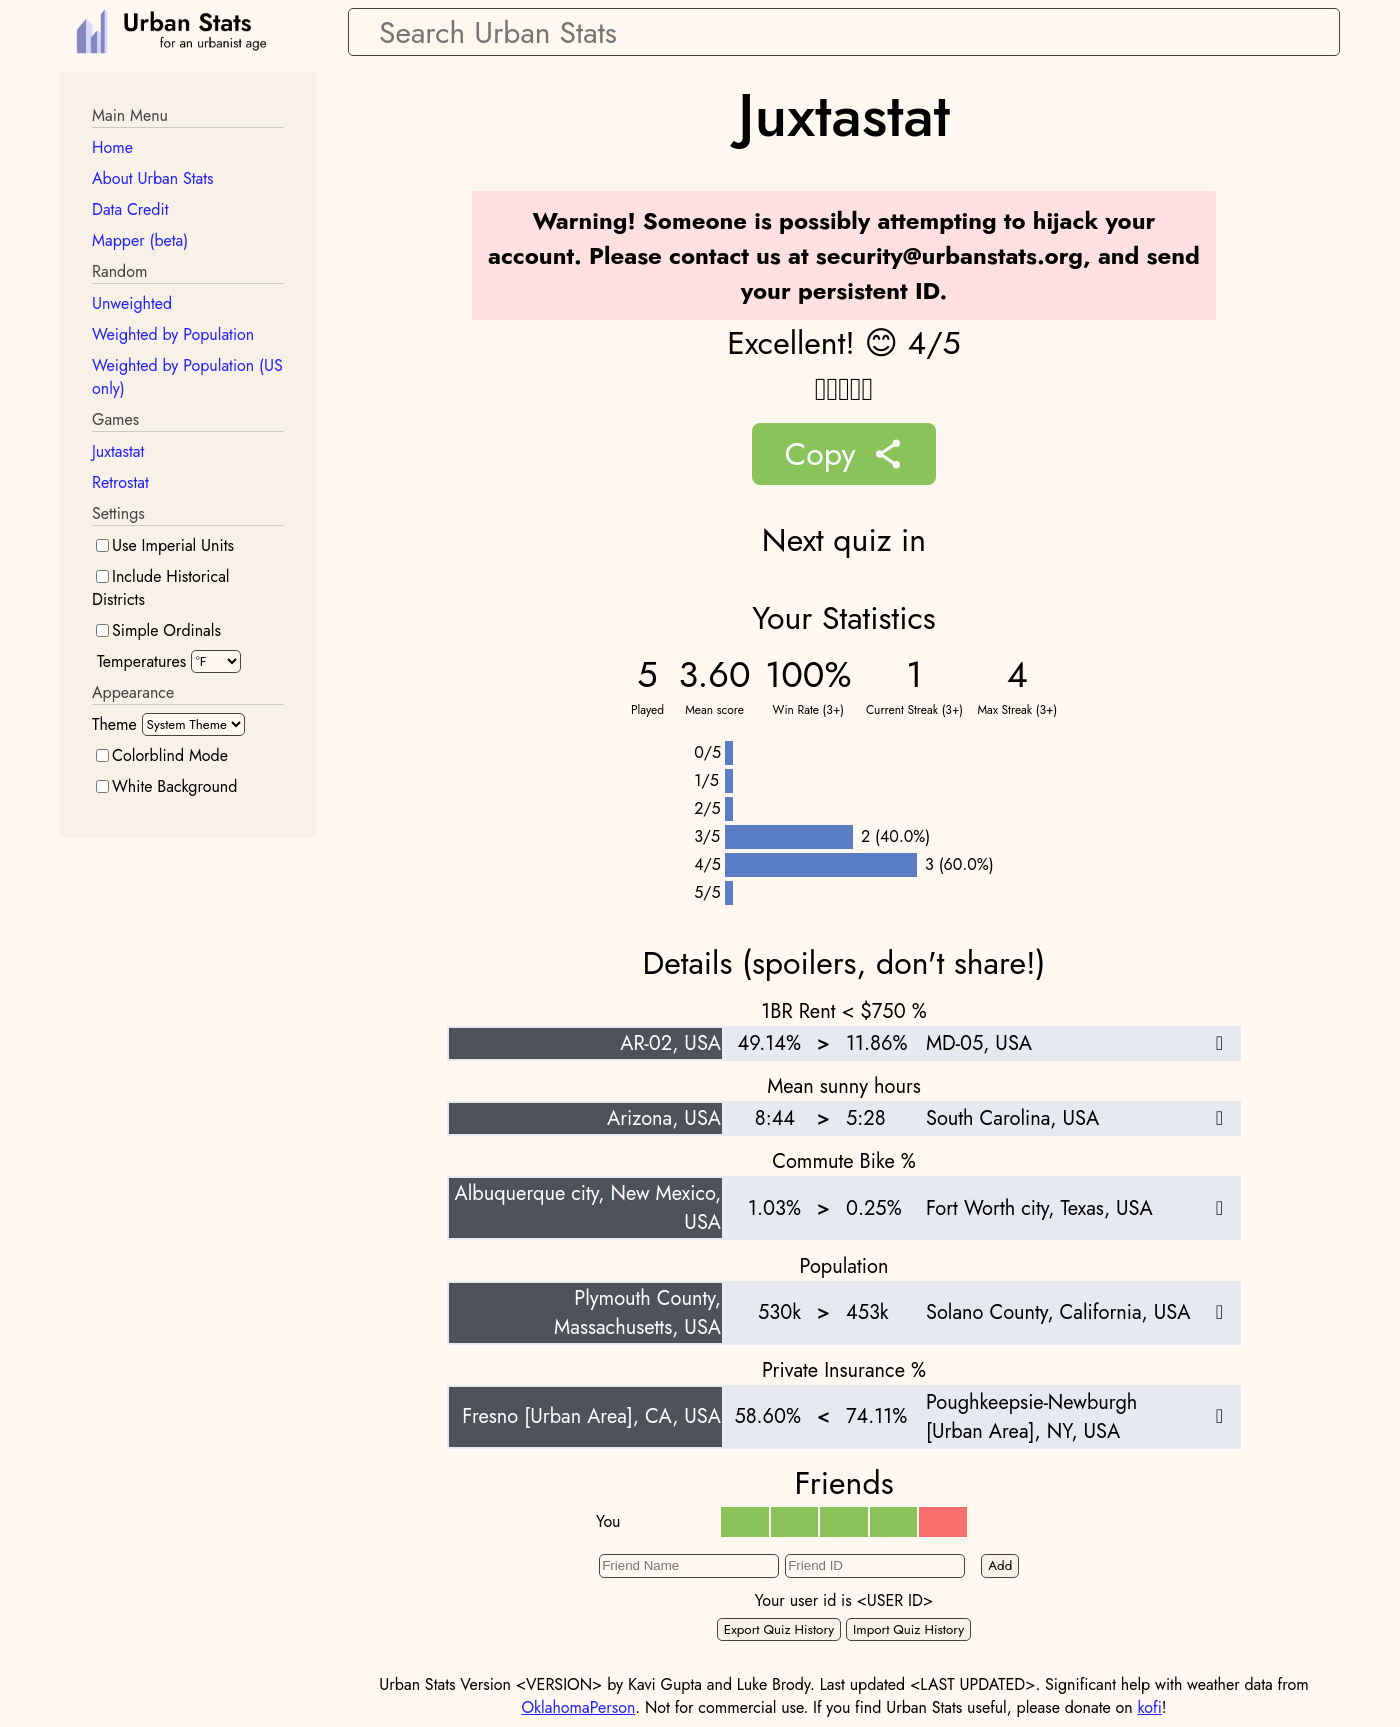 Urban Stats
for an urbanist age
Search Urban Stats
Main Menu
Home
About Urban Stats
Data Credit
Mapper (beta)
Random
Unweighted
Weighted by Population
Weighted by Population (US
only)
Games
Juxtastat
Retrostat
Settings
Use Imperial Units
Include Historical
Districts
Simple Ordinals
Temperatures °F
Appearance
Theme System Theme
Colorblind Mode
White Background
Juxtastat
Warning! Someone is possibly attempting to hijack your
account. Please contact us at security@urbanstats.org, and send
your persistent ID.
Excellent! 😊 4/5
Copy
Next quiz in
Your Statistics
5 3.60 100% 1 4
Played Mean score Win Rate (3+) Current Streak (3+) Max Streak (3+)
0/5
1/5
2/5
3/5 2 (40.0%)
4/5 3 (60.0%)
5/5
Details (spoilers, don't share!)
1BR Rent < $750 %
AR-02, USA 49.14% > 11.86% MD-05, USA
Mean sunny hours
Arizona, USA 8:44 > 5:28 South Carolina, USA
Commute Bike %
Albuquerque city, New Mexico,
USA 1.03% > 0.25% Fort Worth city, Texas, USA
Population
Plymouth County,
Massachusetts, USA 530k > 453k Solano County, California, USA
Private Insurance %
Fresno [Urban Area], CA, USA 58.60% < 74.11% Poughkeepsie-Newburgh
[Urban Area], NY, USA
Friends
You
Friend Name Friend ID Add
Your user id is <USER ID>
Export Quiz History Import Quiz History
Urban Stats Version <VERSION> by Kavi Gupta and Luke Brody. Last updated <LAST UPDATED>. Significant help with weather data from
OklahomaPerson. Not for commercial use. If you find Urban Stats useful, please donate on kofi!